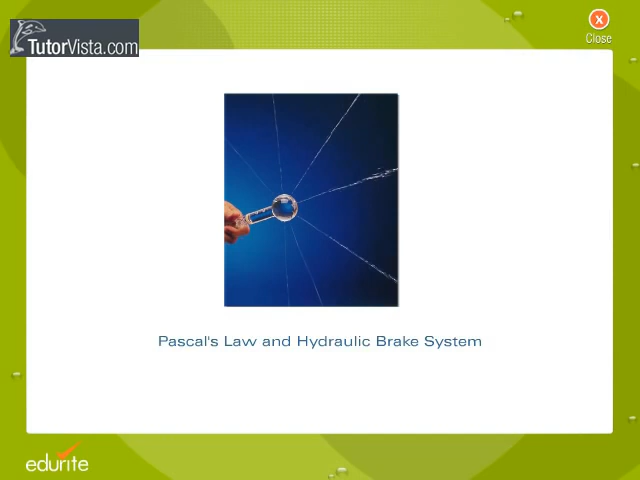 TutorVista.com
X
Close
Pascal's Law and Hydraulic Brake System
edurite